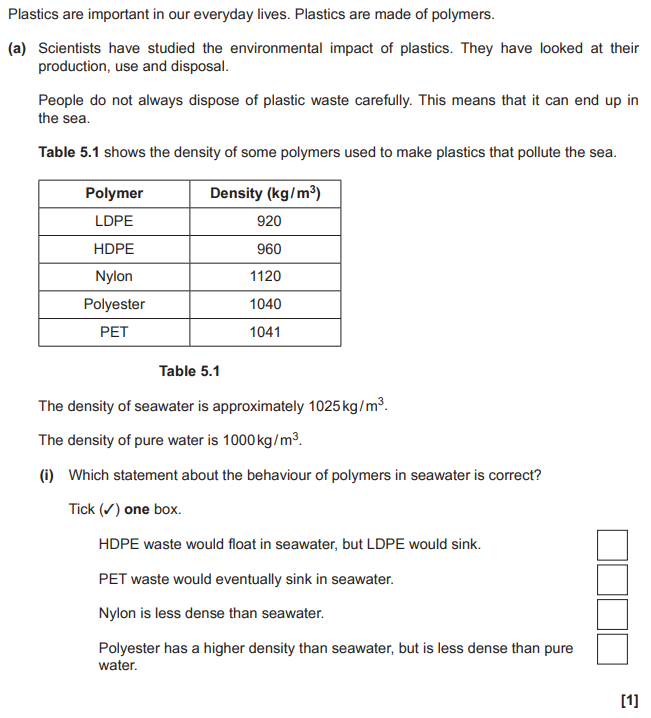 Plastics are important in our everyday lives. Plastics are made of polymers.
(a) Scientists have studied the environmental impact of plastics. They have looked at their
production, use and disposal.
People do not always dispose of plastic waste carefully. This means that it can end up in
the sea.
Table 5.1 shows the density of some polymers used to make plastics that pollute the sea.
Polymer Density (kg/m³)
LDPE 920
HDPE 960
Nylon 1120
Polyester 1040
PET 1041
Table 5.1
The density of seawater is approximately 1025 kg/m³.
The density of pure water is 1000 kg/m³.
(i) Which statement about the behaviour of polymers in seawater is correct?
Tick (✓) one box.
HDPE waste would float in seawater, but LDPE would sink.
PET waste would eventually sink in seawater.
Nylon is less dense than seawater.
Polyester has a higher density than seawater, but is less dense than pure
water.
[1]